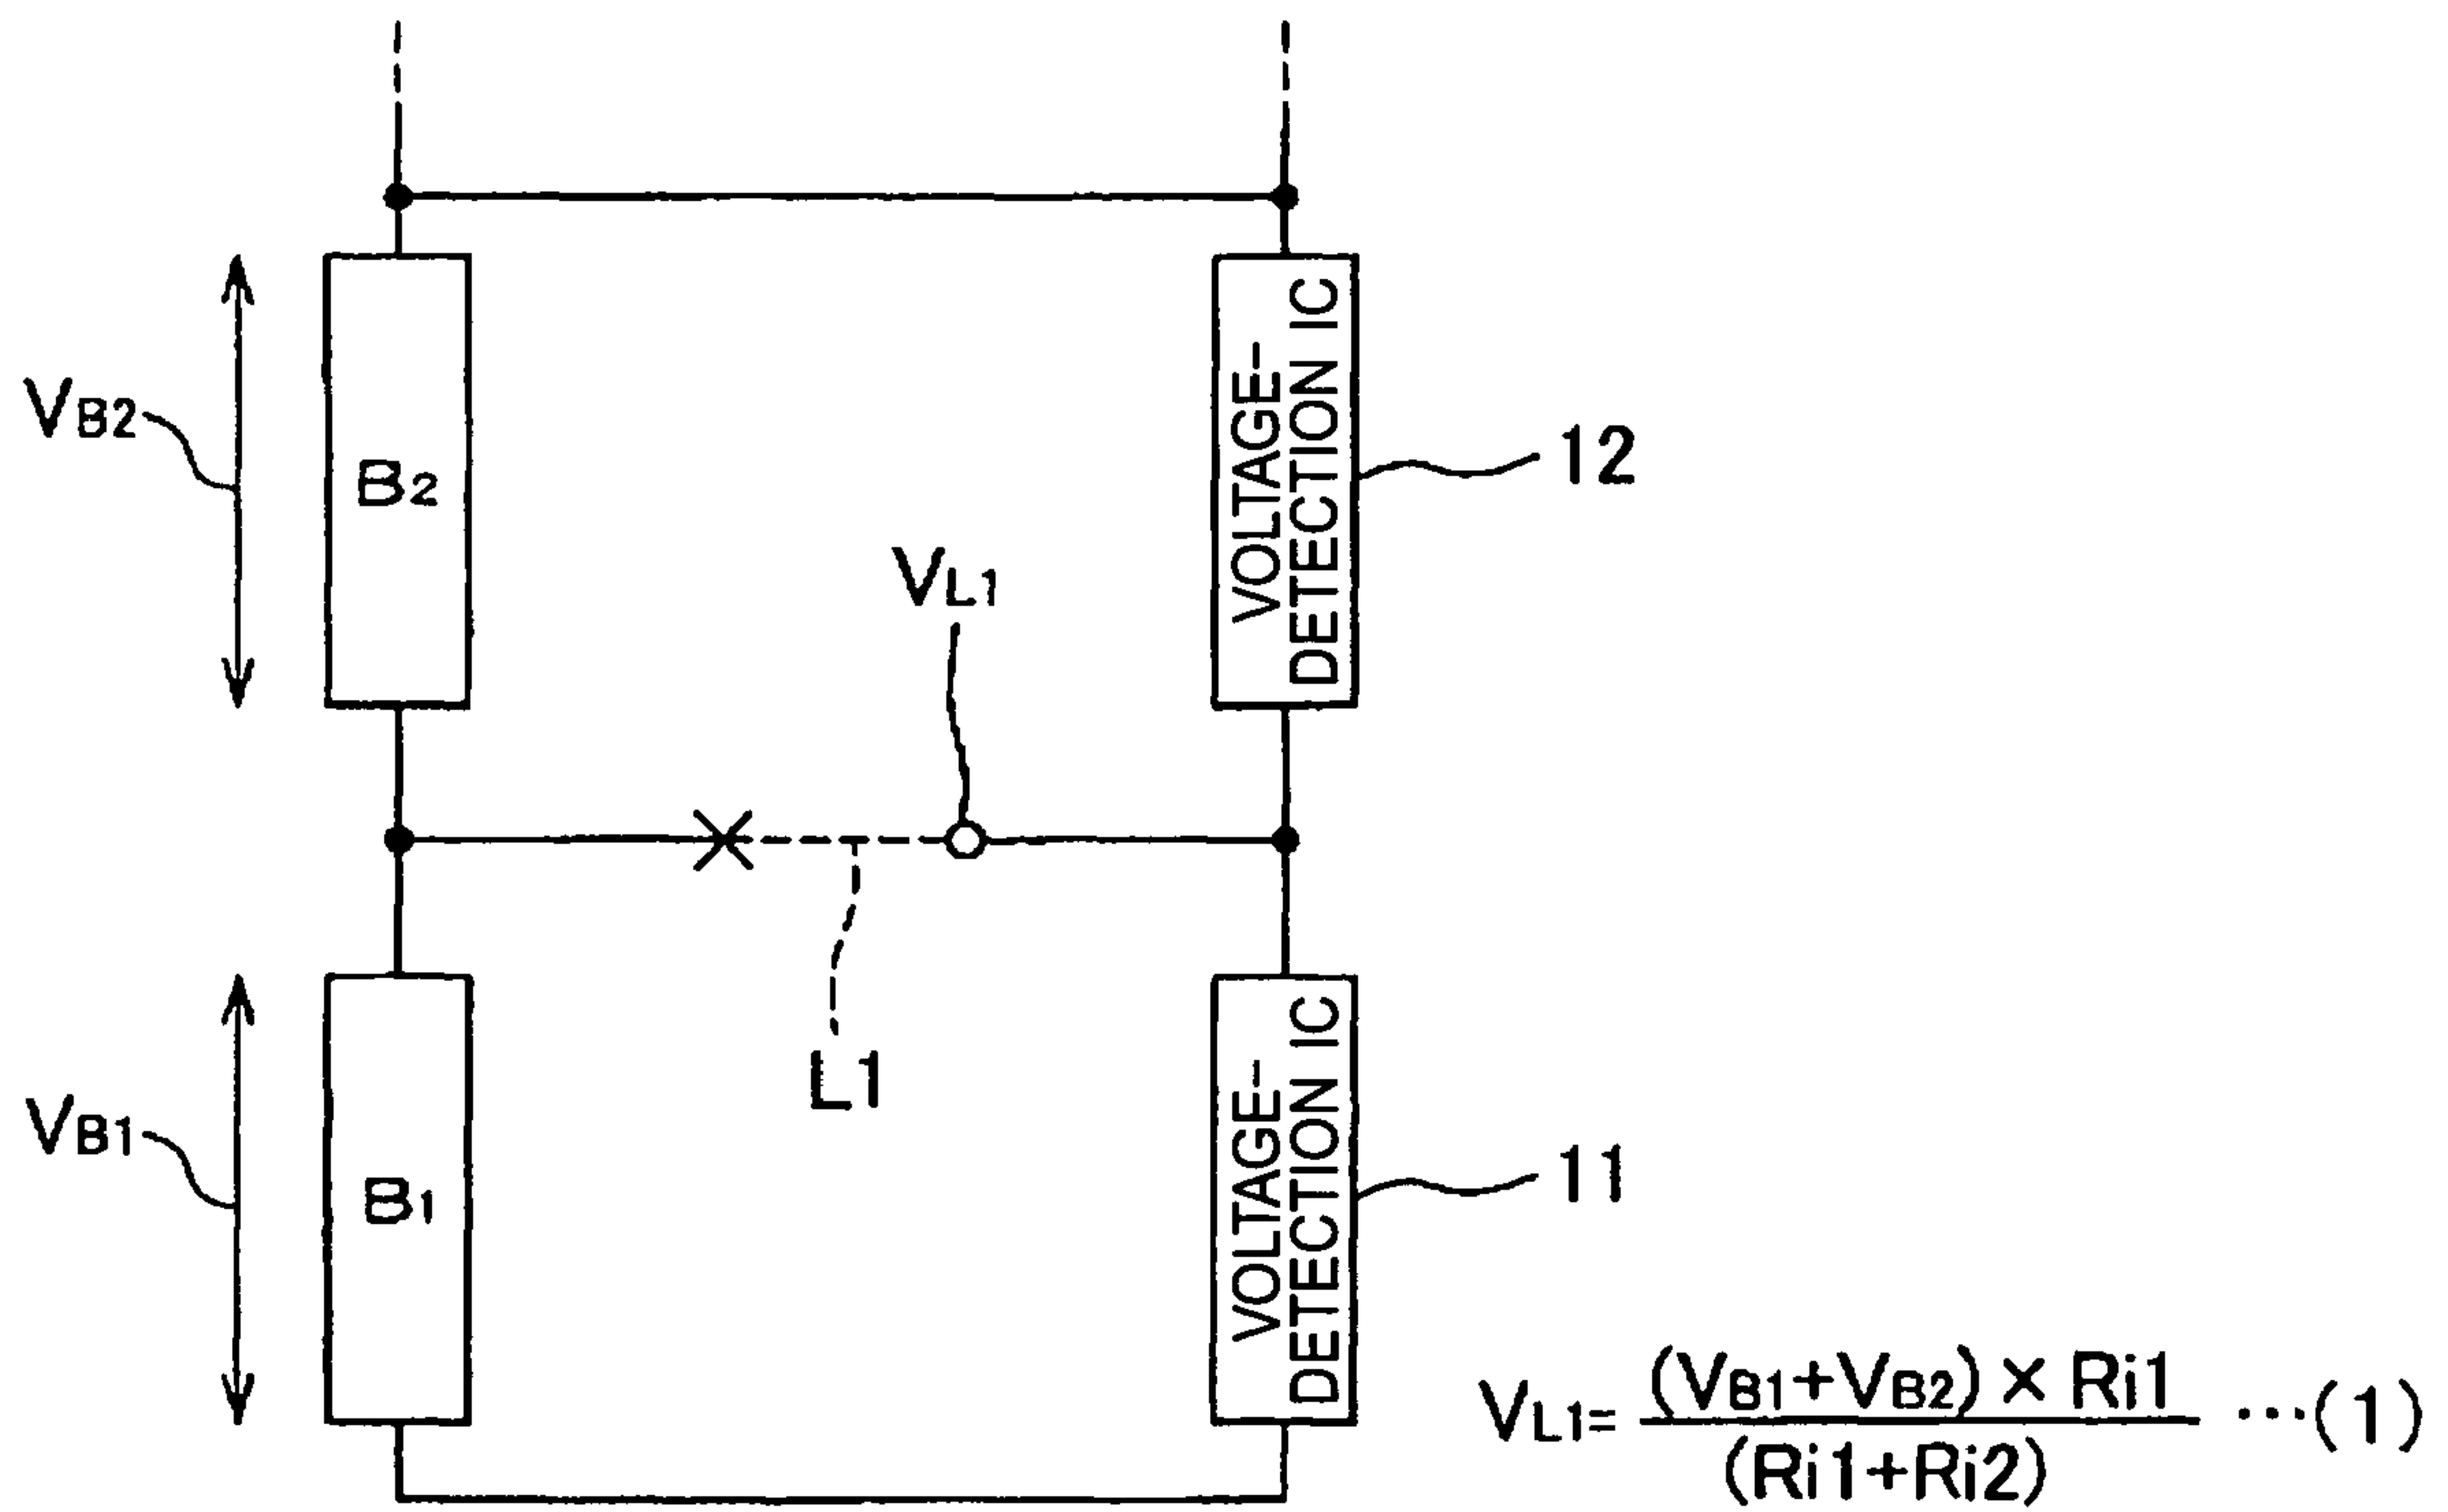 VB2
B2
VOLTAGE-
DETECTION IC
12
VL1
L1
VB1
B1
VOLTAGE-
DETECTION IC
11
VL1= (VB1+VB2) × Ri1 / (Ri1+Ri2) ···(1)